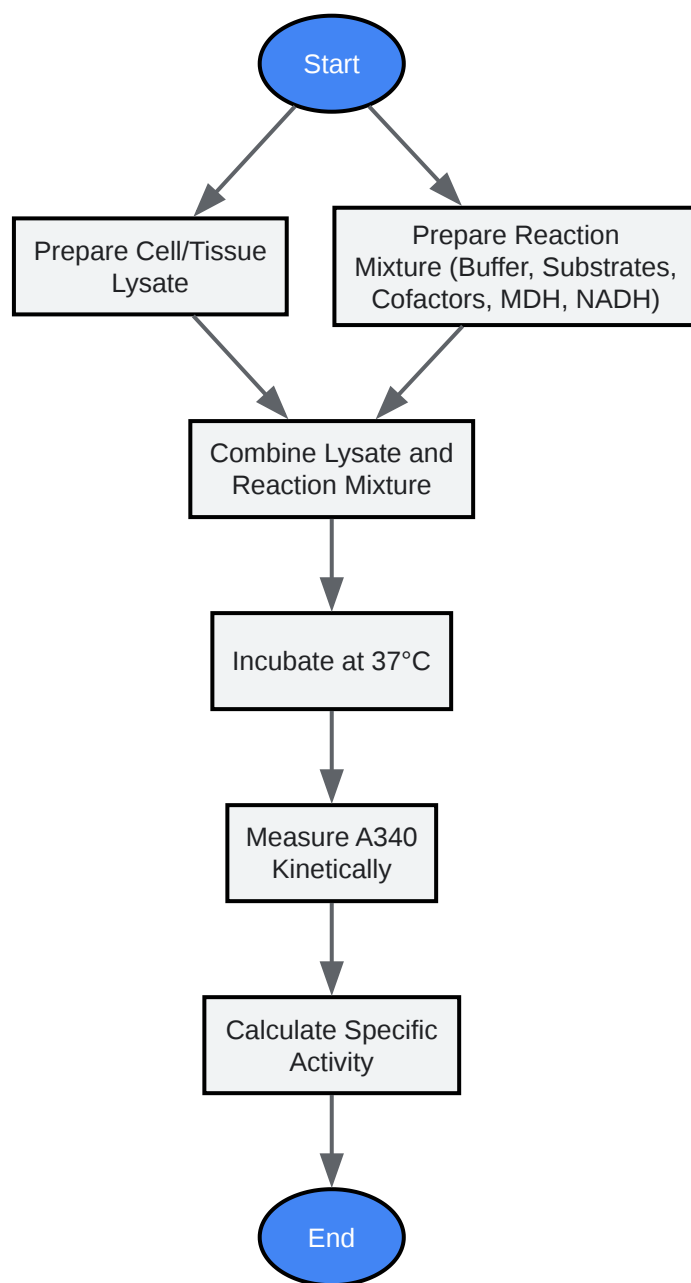 Start
Prepare Cell/Tissue
Lysate
Prepare Reaction
Mixture (Buffer, Substrates,
Cofactors, MDH, NADH)
Combine Lysate and
Reaction Mixture
Incubate at 37°C
Measure A340
Kinetically
Calculate Specific
Activity
End